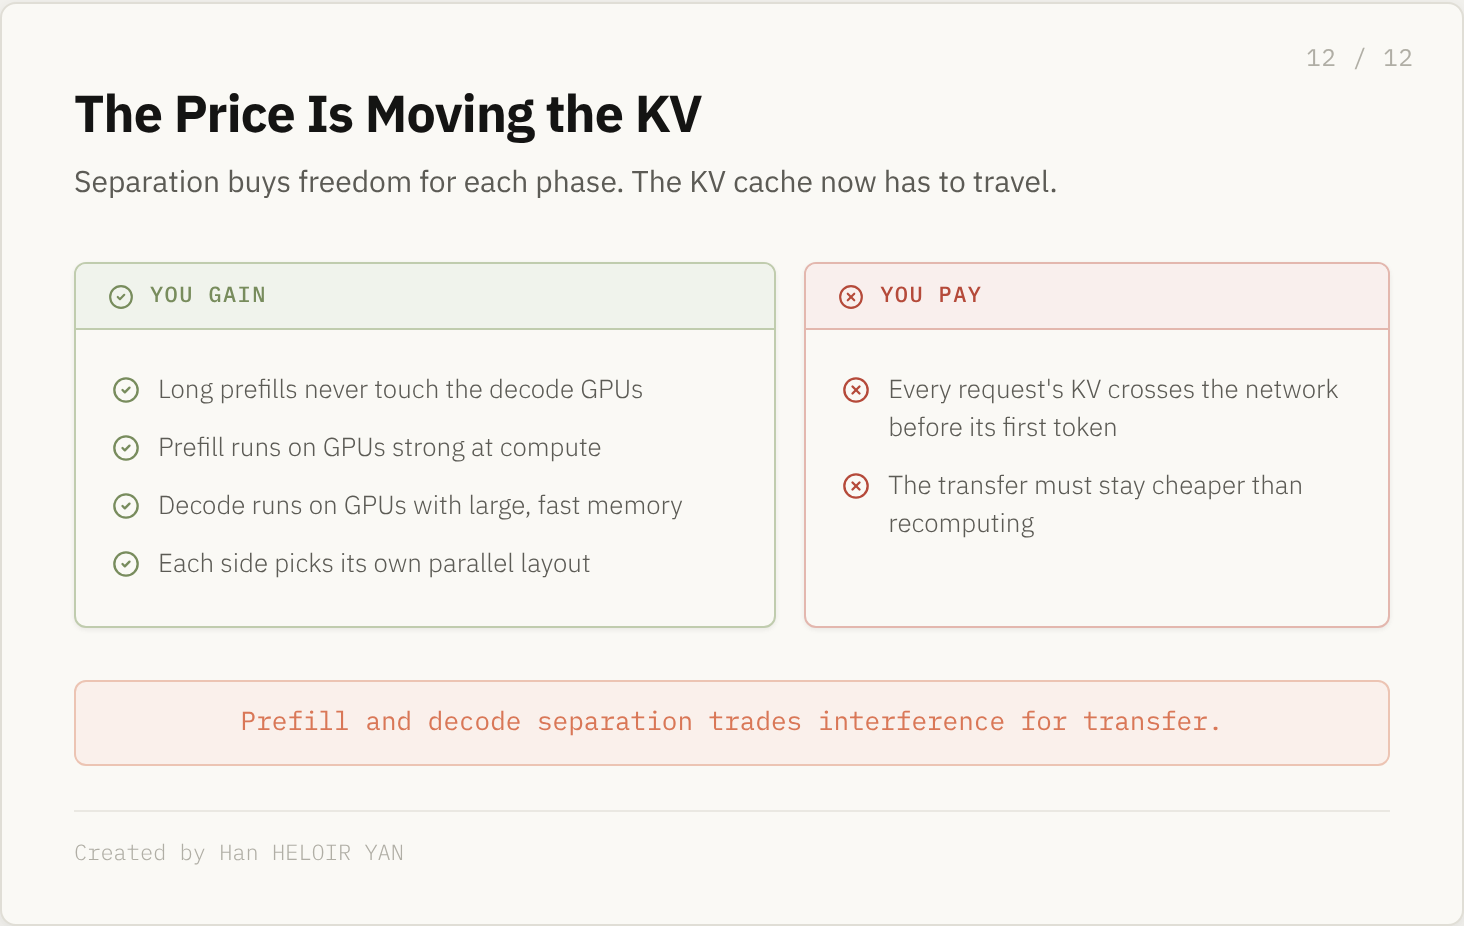 12 / 12
The Price Is Moving the KV
Separation buys freedom for each phase. The KV cache now has to travel.
YOU GAIN
Long prefills never touch the decode GPUs
Prefill runs on GPUs strong at compute
Decode runs on GPUs with large, fast memory
Each side picks its own parallel layout
YOU PAY
Every request's KV crosses the network
before its first token
The transfer must stay cheaper than
recomputing
Prefill and decode separation trades interference for transfer.
Created by Han HELOIR YAN